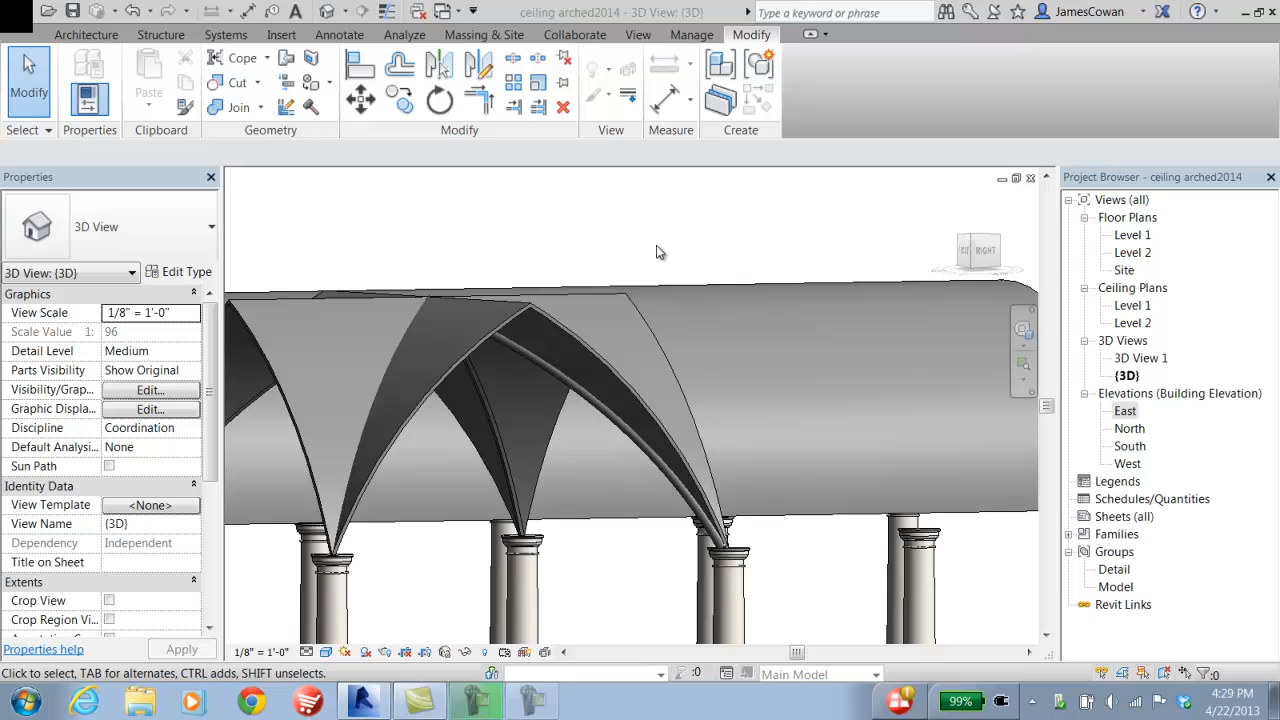 ceiling arched2014 - 3D View: {3D}
Type a keyword or phrase
JamesCowan
Architecture Structure Systems Insert Annotate Analyze Massing & Site Collaborate View Manage Modify
Modify
Paste
Cope
Cut
Join
Select Properties Clipboard Geometry Modify View Measure Create
Properties
3D View
3D View: {3D} Edit Type
Graphics
View Scale 1/8" = 1'-0"
Scale Value 1: 96
Detail Level Medium
Parts Visibility Show Original
Visibility/Grap... Edit...
Graphic Displa... Edit...
Discipline Coordination
Default Analysi... None
Sun Path
Identity Data
View Template <None>
View Name {3D}
Dependency Independent
Title on Sheet
Extents
Crop View
Crop Region Vi...
Properties help Apply
RIGHT
1/8" = 1'-0"
Project Browser - ceiling arched2014
Views (all)
Floor Plans
Level 1
Level 2
Site
Ceiling Plans
Level 1
Level 2
3D Views
3D View 1
{3D}
Elevations (Building Elevation)
East
North
South
West
Legends
Schedules/Quantities
Sheets (all)
Families
Groups
Detail
Model
Revit Links
Click to select, TAB for alternates, CTRL adds, SHIFT unselects.
:0
Main Model
:0
99%
4:29 PM
4/22/2013